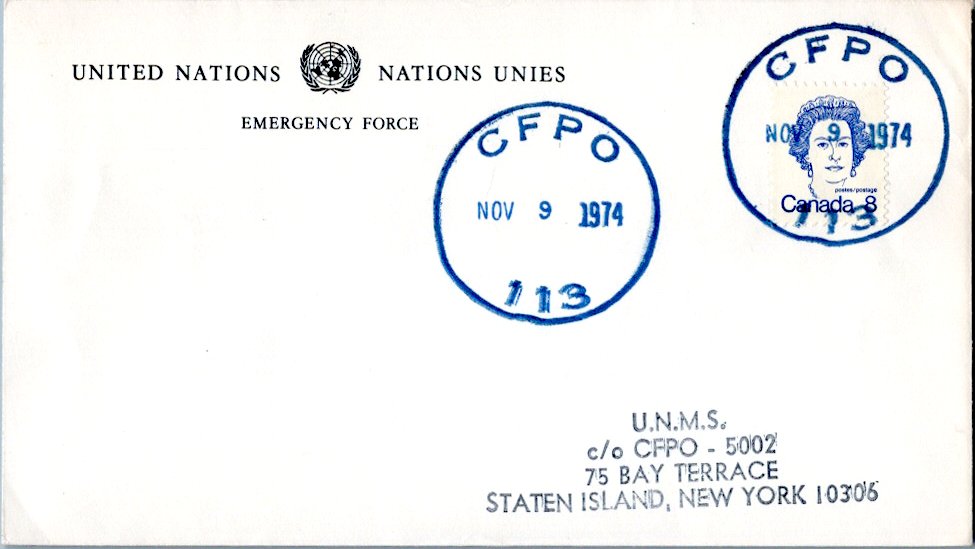 UNITED NATIONS NATIONS UNIES
EMERGENCY FORCE
CFPO
NOV 9 1974
113
CFPO
NOV 9 1974
postes/postage
Canada 8
113
U.N.M.S.
c/o CFPO - 5002
75 BAY TERRACE
STATEN ISLAND, NEW YORK 10306